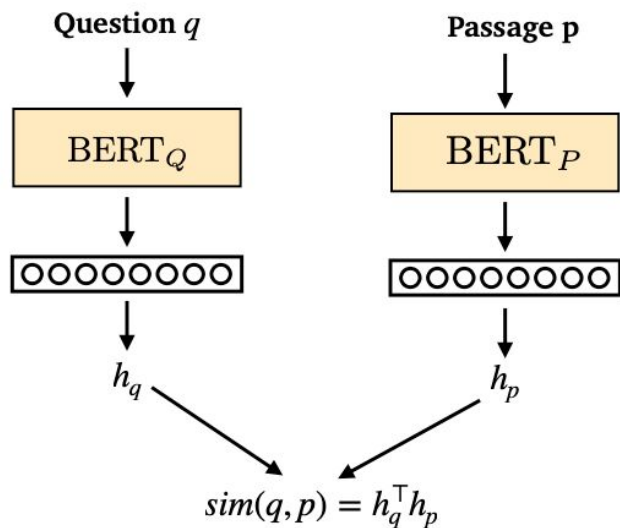 Question q
Passage p
BERT_Q
BERT_P
h_q
h_p
sim(q, p) = h_q^⊤ h_p